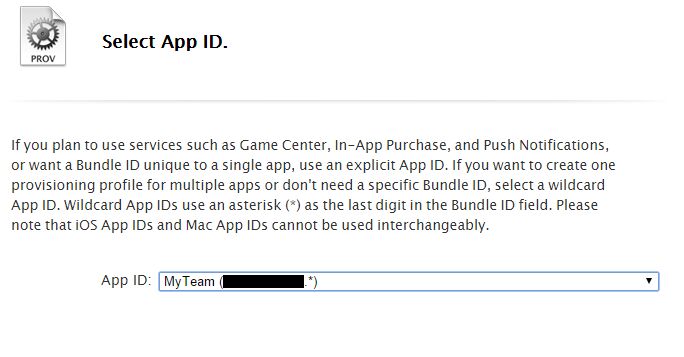 PROV
Select App ID.
If you plan to use services such as Game Center, In-App Purchase, and Push Notifications,
or want a Bundle ID unique to a single app, use an explicit App ID. If you want to create one
provisioning profile for multiple apps or don't need a specific Bundle ID, select a wildcard
App ID. Wildcard App IDs use an asterisk (*) as the last digit in the Bundle ID field. Please
note that iOS App IDs and Mac App IDs cannot be used interchangeably.
App ID: MyTeam ( .*)